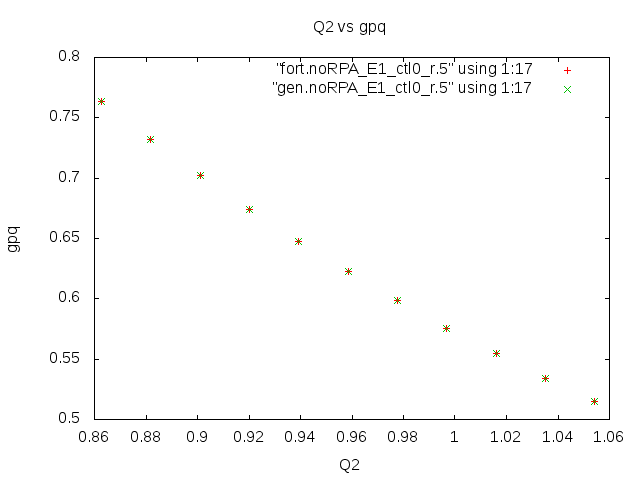 Q2 vs gpq
"fort.noRPA_E1_ctl0_r.5" using 1:17
"gen.noRPA_E1_ctl0_r.5" using 1:17
gpq
0.8
0.75
0.7
0.65
0.6
0.55
0.5
0.86 0.88 0.9 0.92 0.94 0.96 0.98 1 1.02 1.04 1.06
Q2